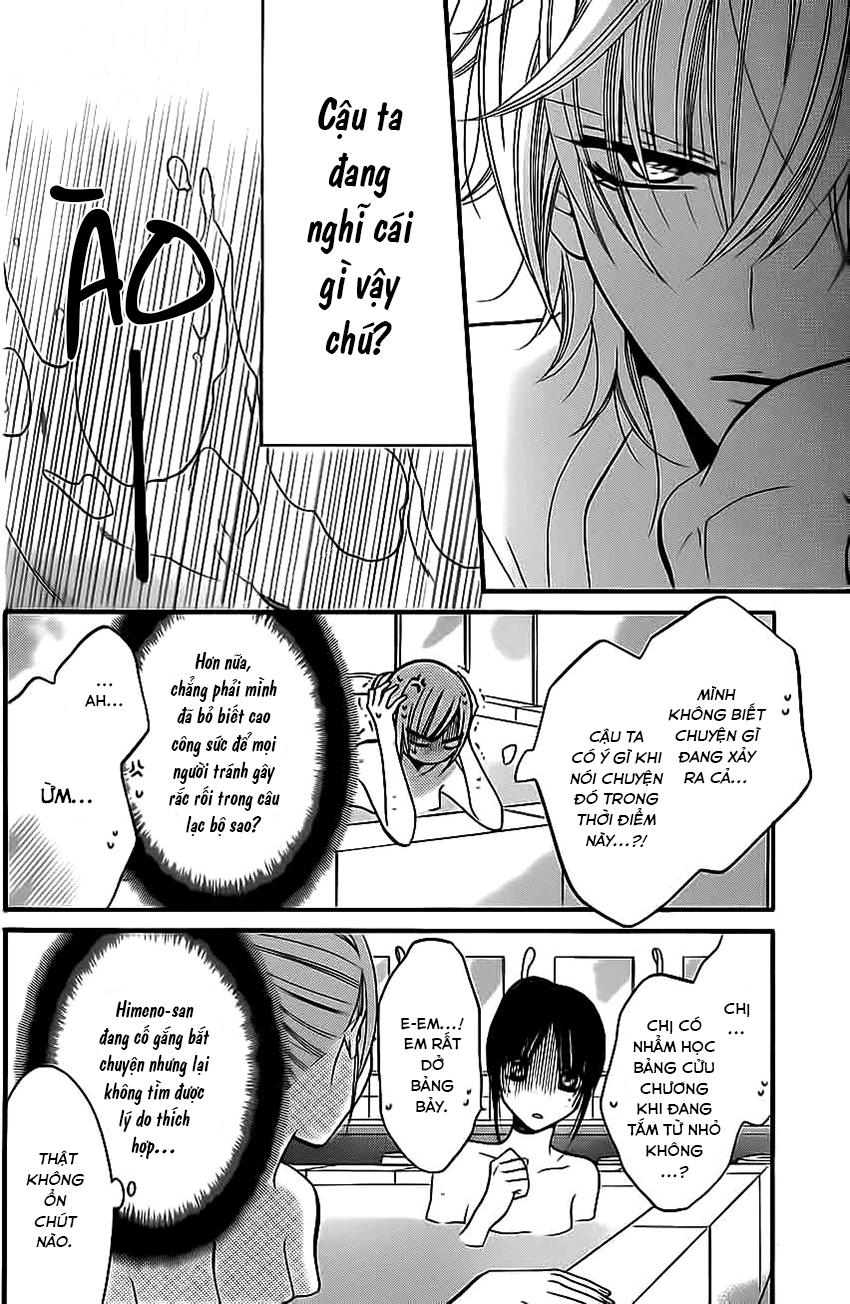 Cậu ta
đang
nghĩ cái
gì vậy
chứ?
ÀO
MÌNH
KHÔNG BIẾT
CHUYỆN GÌ
ĐANG XẢY
RA CẢ...
CẬU TA
CÓ Ý GÌ KHI
NÓI CHUYỆN
ĐÓ TRONG
THỜI ĐIỂM
NÀY...?!
Hơn nữa,
chẳng phải mình
đã bỏ biết cao
công sức để mọi
người tránh gây
rắc rối trong câu
lạc bộ sao?
...
AH...
ỪM...
CHỊ
...
CHỊ CÓ
NHẨM HỌC
BẢNG CỬU
CHƯƠNG
KHI ĐANG
TẮM TỪ NHỎ
KHÔNG
...?
E-EM...!
EM RẤT
DỞ
BẢNG
BẢY.
Himeno-san
đang cố gắng bắt
chuyện nhưng lại
không tìm được
lý do thích
hợp...
THẬT
KHÔNG
ỔN
CHÚT
NÀO.